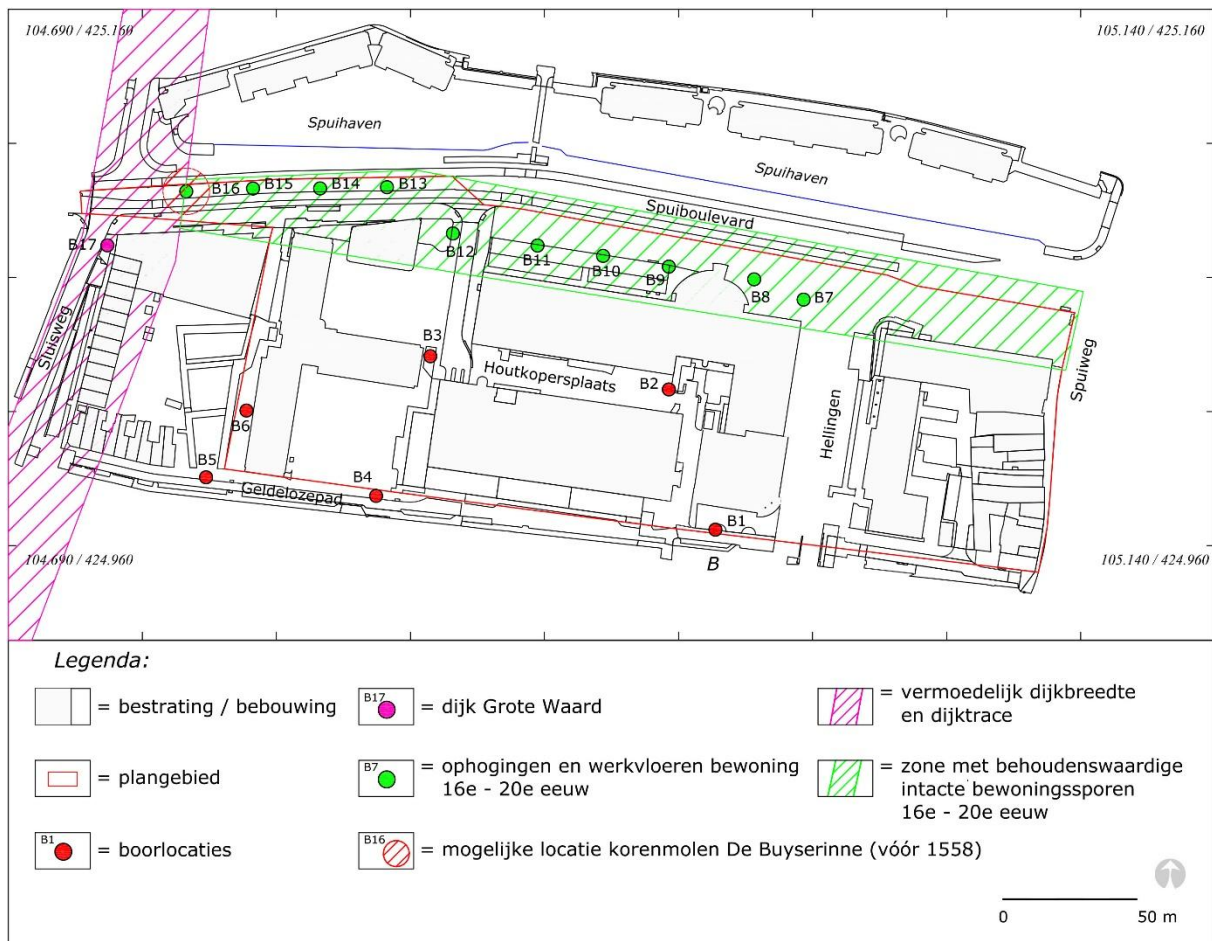 104.690 / 425.160
105.140 / 425.160
Spuihaven
Spuihaven
B16
B15
B14
B13
Spuiboulevard
B17
B12
B11
B10
B9
B8
B7
Sluisweg
B3
Houtkopersplaats
B2
Spuiweg
B6
Hellingen
B5
B4
Geldelozepad
B1
B
104.690 / 424.960
105.140 / 424.960
Legenda:
= bestrating / bebouwing
B17
= dijk Grote Waard
= vermoedelijk dijkbreedte
en dijktrace
= plangebied
B7
= ophogingen en werkvloeren bewoning
16e - 20e eeuw
= zone met behoudenswaardige
intacte bewoningssporen
16e - 20e eeuw
B1
= boorlocaties
B16
= mogelijke locatie korenmolen De Buyserinne (vóór 1558)
0
50 m